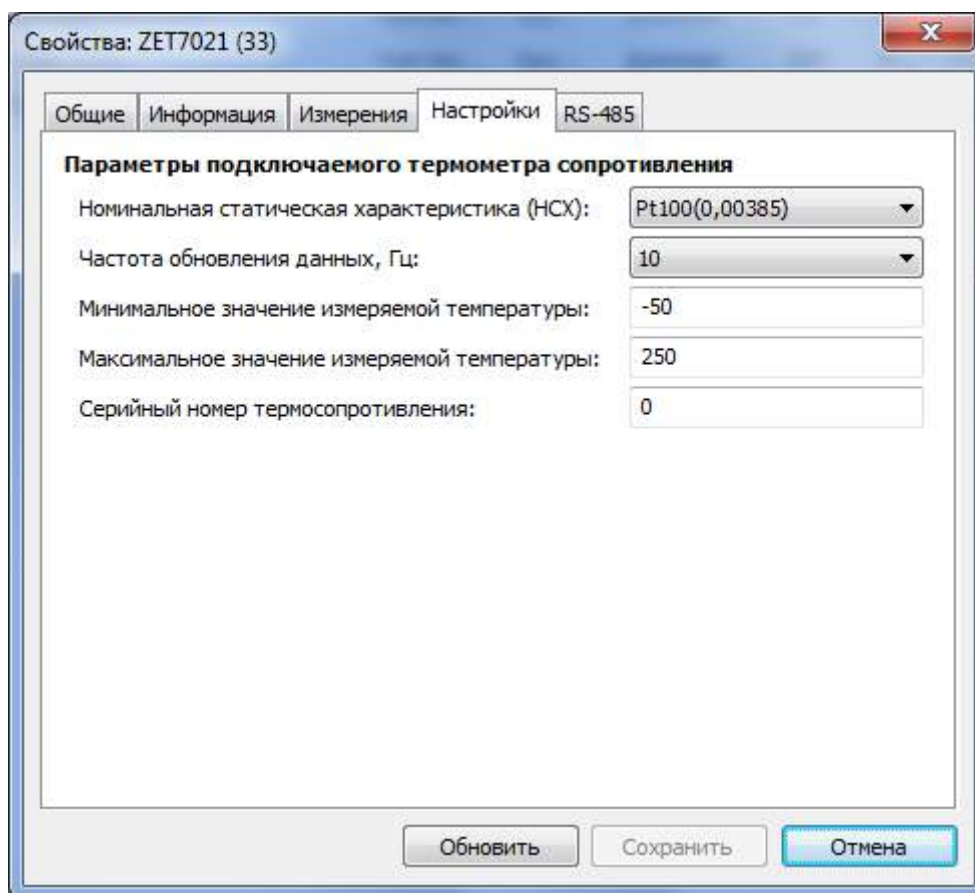 Свойства: ZET7021 (33)
Общие Информация Измерения Настройки RS-485
Параметры подключаемого термометра сопротивления
Номинальная статическая характеристика (НСХ): Pt100(0,00385)
Частота обновления данных, Гц: 10
Минимальное значение измеряемой температуры: -50
Максимальное значение измеряемой температуры: 250
Серийный номер термосопротивления: 0
Обновить Сохранить Отмена